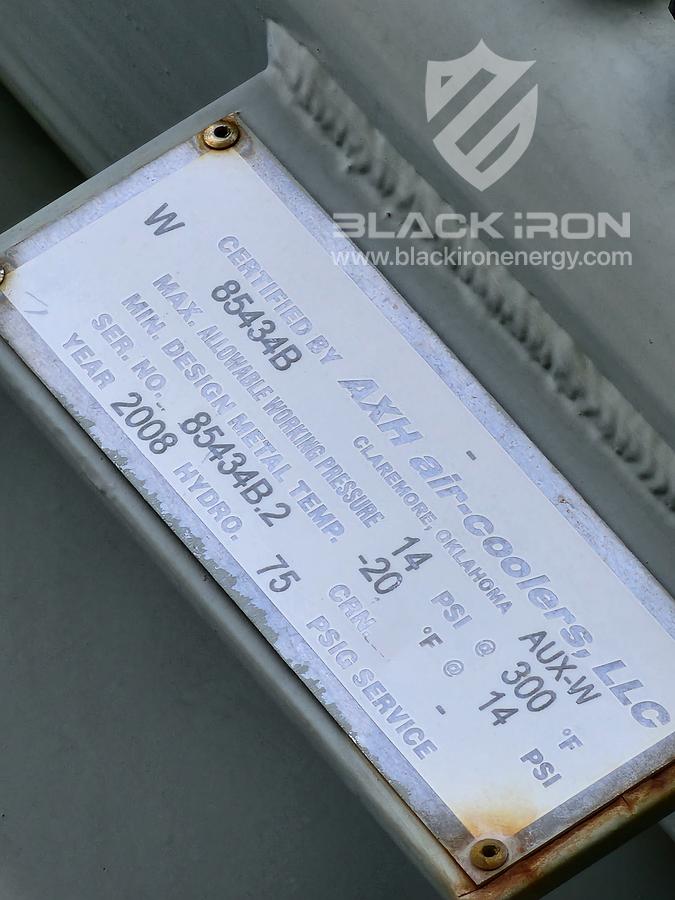 BLACK iRON
www.blackironenergy.com
W
CERTIFIED BY AXH air-coolers, LLC
CLAREMORE, OKLAHOMA
85434B - AUX-W
MAX. ALLOWABLE WORKING PRESSURE 14 PSI @ 300 °F
MIN. DESIGN METAL TEMP. -20 °F @ 14 PSI
SER. NO. 85434B.2 CRN. -
YEAR 2008 HYDRO. 75 PSIG SERVICE